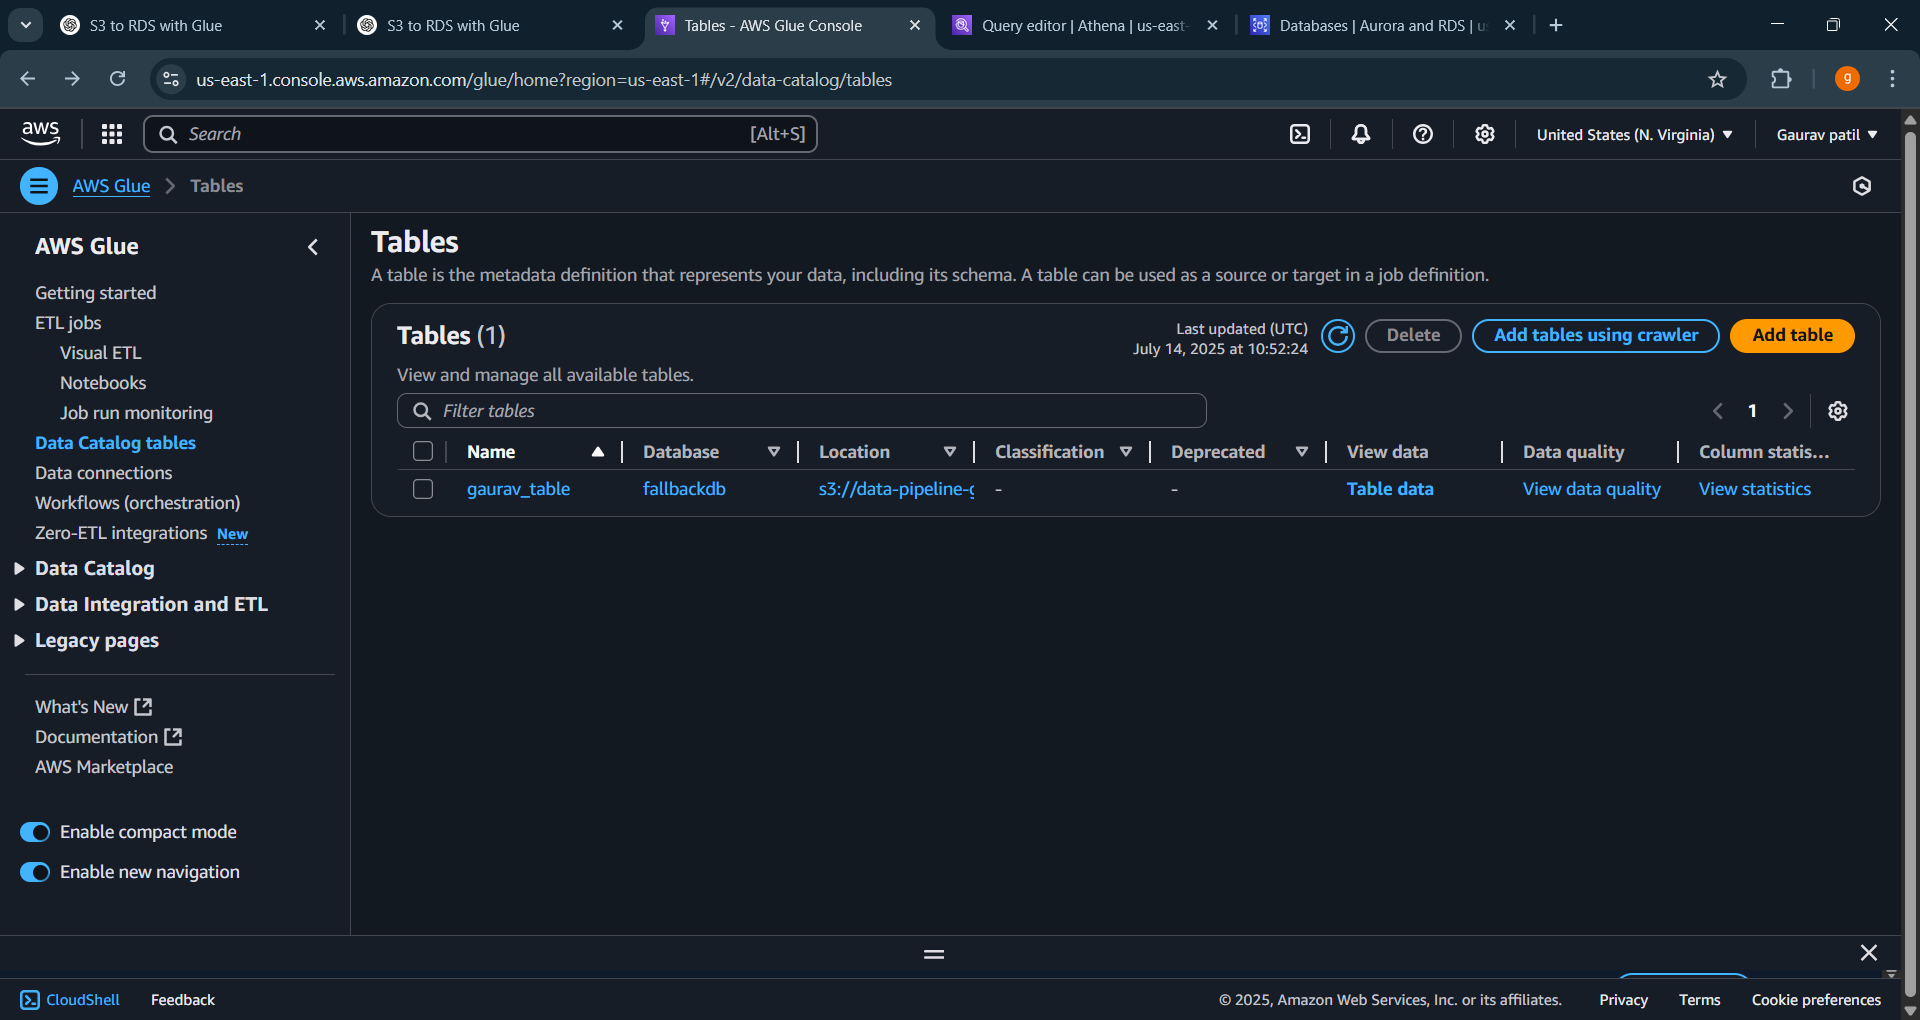 S3 to RDS with Glue
S3 to RDS with Glue
Tables - AWS Glue Console
Query editor | Athena | us-east-
Databases | Aurora and RDS | us
us-east-1.console.aws.amazon.com/glue/home?region=us-east-1#/v2/data-catalog/tables
g
aws
Search
[Alt+S]
United States (N. Virginia)
Gaurav patil
AWS Glue
Tables
AWS Glue
Getting started
ETL jobs
Visual ETL
Notebooks
Job run monitoring
Data Catalog tables
Data connections
Workflows (orchestration)
Zero-ETL integrations New
Data Catalog
Data Integration and ETL
Legacy pages
What's New
Documentation
AWS Marketplace
Enable compact mode
Enable new navigation
Tables
A table is the metadata definition that represents your data, including its schema. A table can be used as a source or target in a job definition.
Tables (1)
Last updated (UTC)
July 14, 2025 at 10:52:24
Delete
Add tables using crawler
Add table
View and manage all available tables.
Filter tables
1
Name Database Location Classification Deprecated View data Data quality Column statis...
gaurav_table fallbackdb s3://data-pipeline-g - - Table data View data quality View statistics
CloudShell
Feedback
© 2025, Amazon Web Services, Inc. or its affiliates.
Privacy
Terms
Cookie preferences